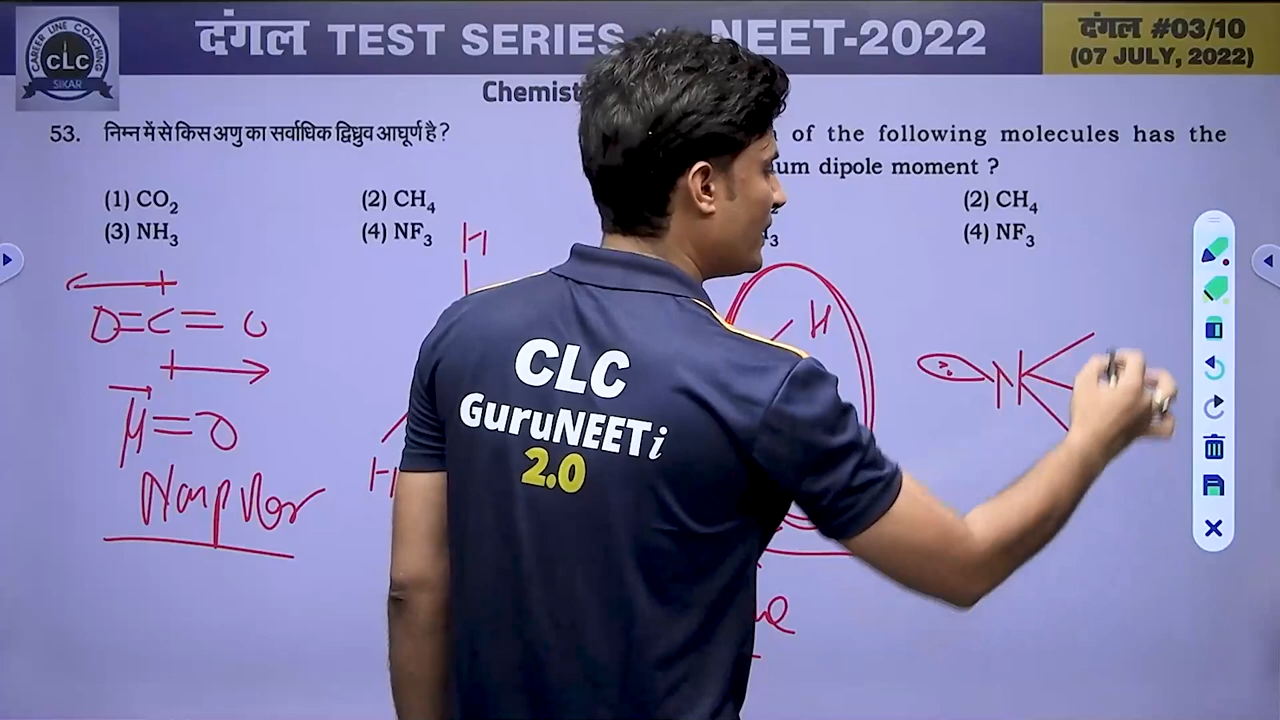 दंगल TEST SERIES NEET-2022
दंगल #03/10
(07 JULY, 2022)
CAREER LINE COACHING
CLC
SIKAR
53. निम्न में से किस अणु का सर्वाधिक द्विध्रुव आघूर्ण है ?
of the following molecules has the
dipole moment ?
(1) CO₂ (2) CH₄
(3) NH₃ (4) NF₃
(2) CH₄
(4) NF₃
H
O=C=O
μ=0
Nonpolar
H
H
N
CLC
GuruNEETi
2.0